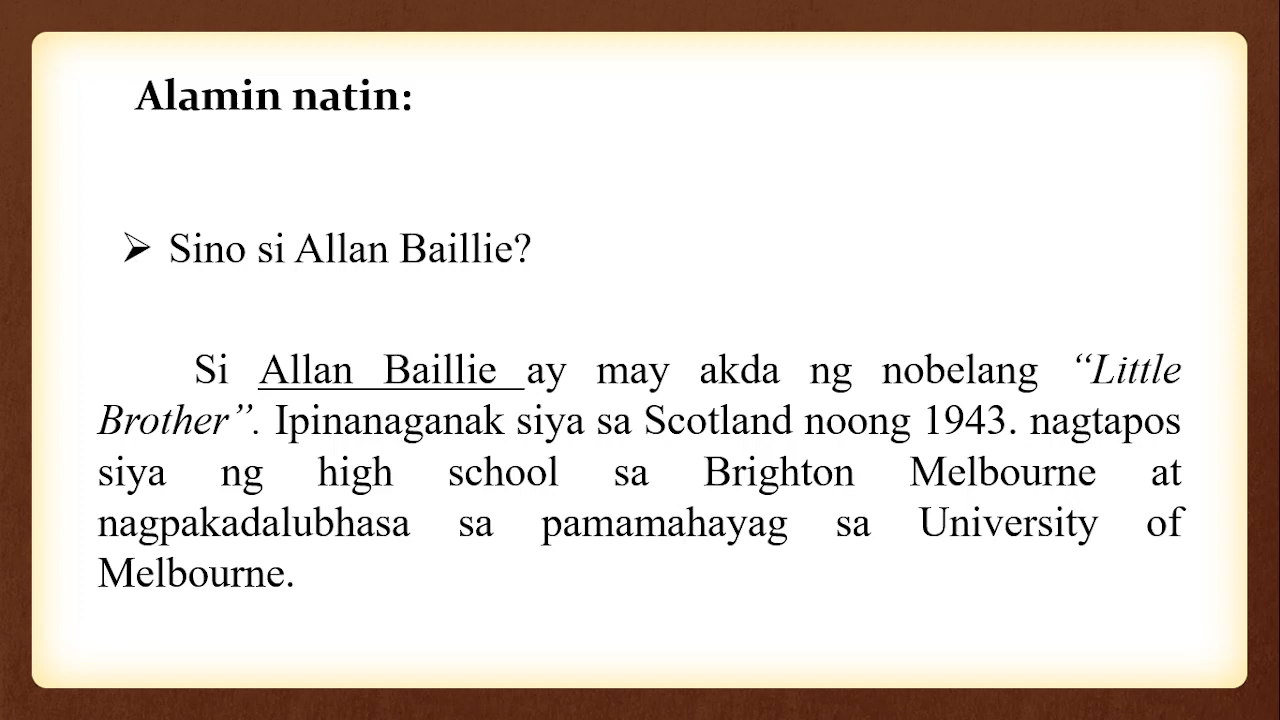 Alamin natin:
➢ Sino si Allan Baillie?
Si Allan Baillie ay may akda ng nobelang “Little
Brother”. Ipinanaganak siya sa Scotland noong 1943. nagtapos
siya ng high school sa Brighton Melbourne at
nagpakadalubhasa sa pamamahayag sa University of
Melbourne.